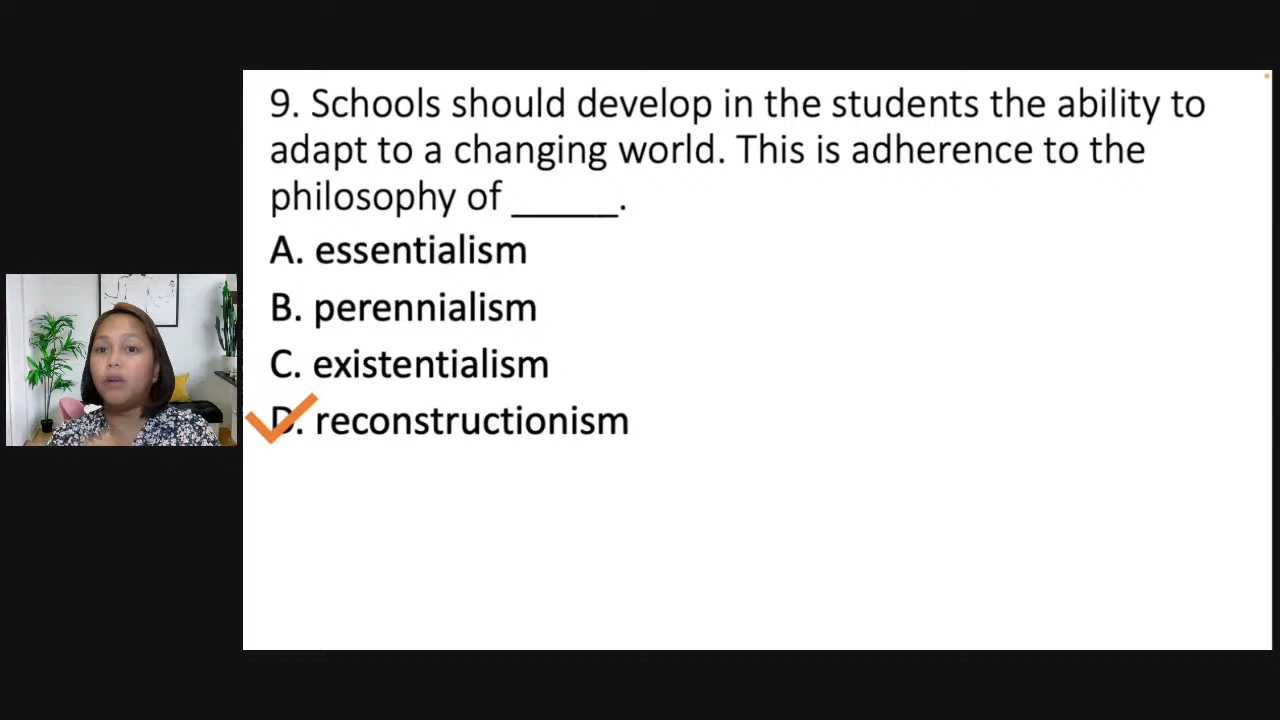 9. Schools should develop in the students the ability to
adapt to a changing world. This is adherence to the
philosophy of _____.
A. essentialism
B. perennialism
C. existentialism
D. reconstructionism